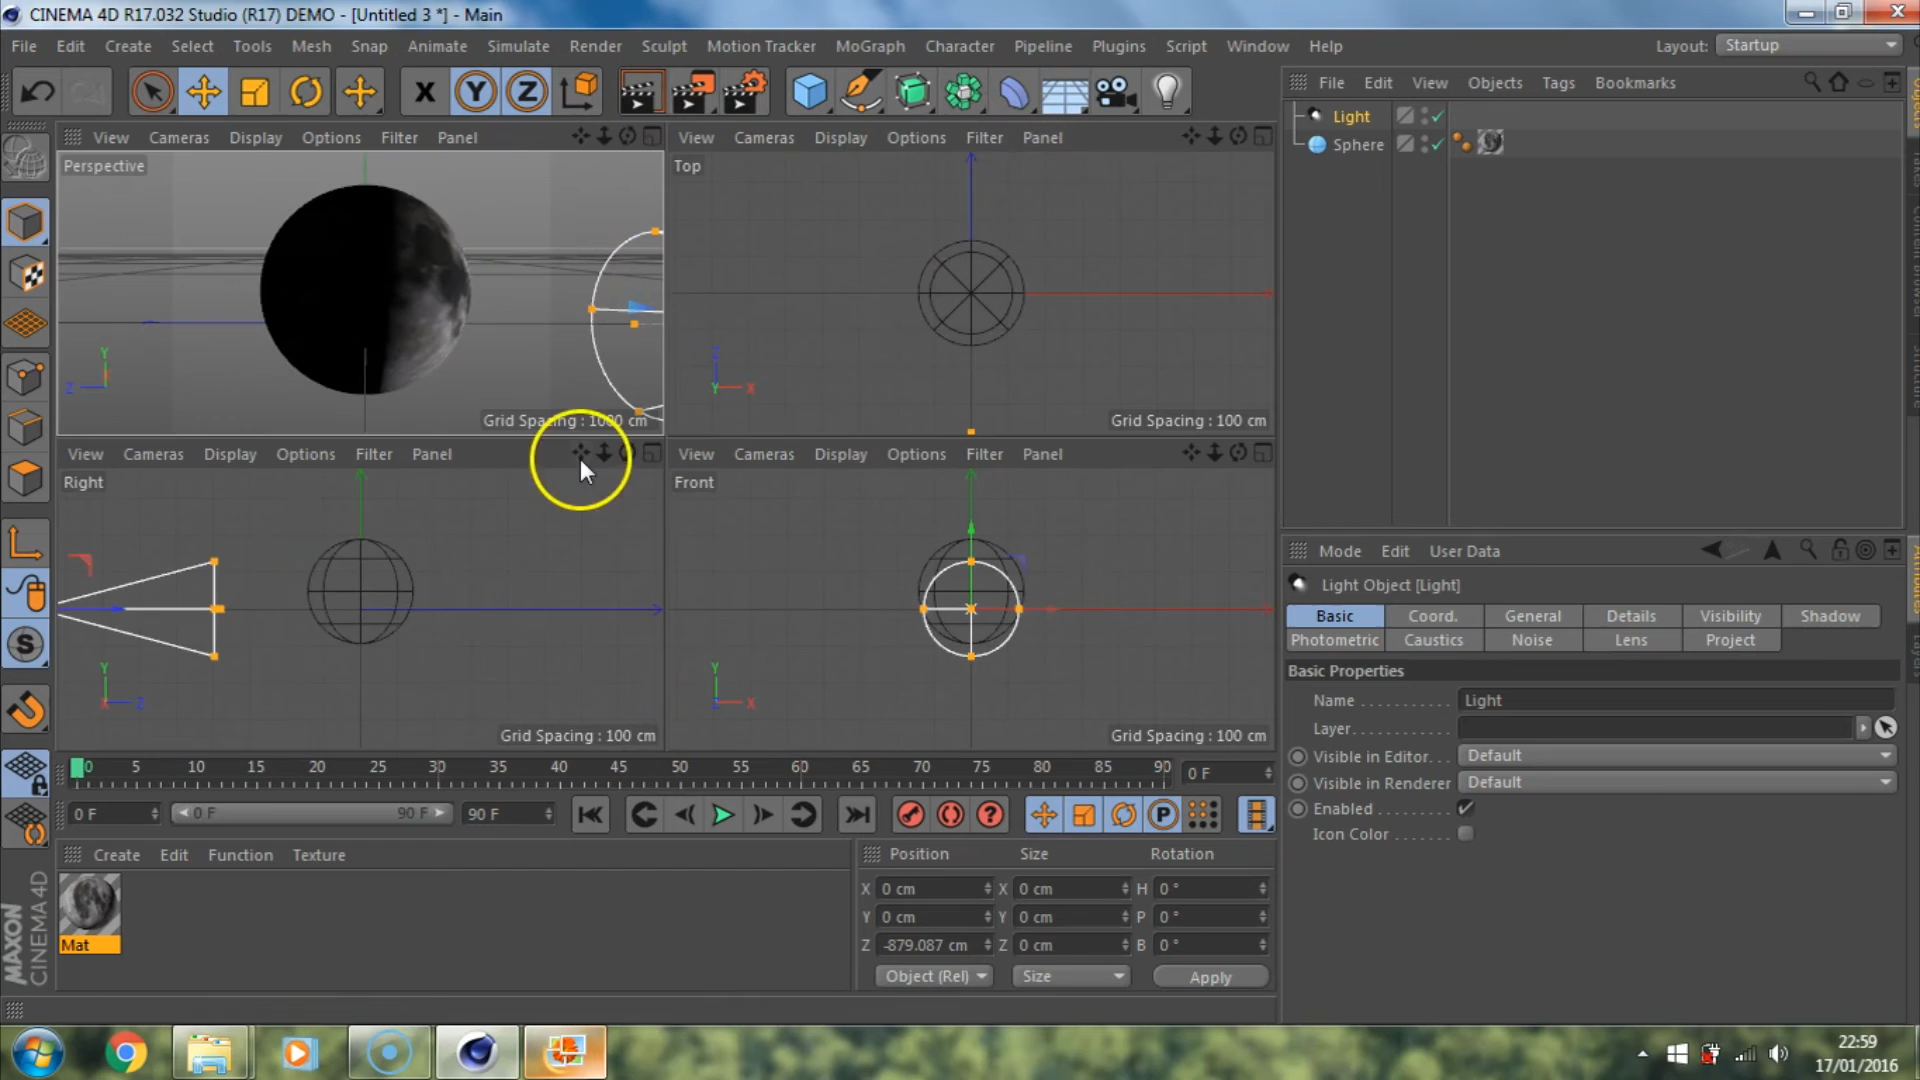 CINEMA 4D R17.032 Studio (R17) DEMO - [Untitled 3 *] - Main
File Edit Create Select Tools Mesh Snap Animate Simulate Render Sculpt Motion Tracker MoGraph Character Pipeline Plugins Script Window Help Layout: Startup
X Y Z
File Edit View Objects Tags Bookmarks
Light
Sphere
View Cameras Display Options Filter Panel
Perspective
Y
Z
Grid Spacing : 1000 cm
View Cameras Display Options Filter Panel
Top
Z
Y X
Grid Spacing : 100 cm
View Cameras Display Options Filter Panel
Right
Y
X Z
Grid Spacing : 100 cm
View Cameras Display Options Filter Panel
Front
Y
Z X
Grid Spacing : 100 cm
Objects
Content Browser
Structure
Attributes
Layers
Mode Edit User Data
Light Object [Light]
Basic Coord. General Details Visibility Shadow
Photometric Caustics Noise Lens Project
Basic Properties
Name Light
Layer
Visible in Editor Default
Visible in Renderer Default
Enabled
Icon Color
0 5 10 15 20 25 30 35 40 45 50 55 60 65 70 75 80 85 90 0 F
0 F 0 F 90 F 90 F
P
Create Edit Function Texture
Mat
MAXON
CINEMA 4D
Position Size Rotation
X 0 cm X 0 cm H 0 °
Y 0 cm Y 0 cm P 0 °
Z -879.087 cm Z 0 cm B 0 °
Object (Rel) Size Apply
22:59
17/01/2016